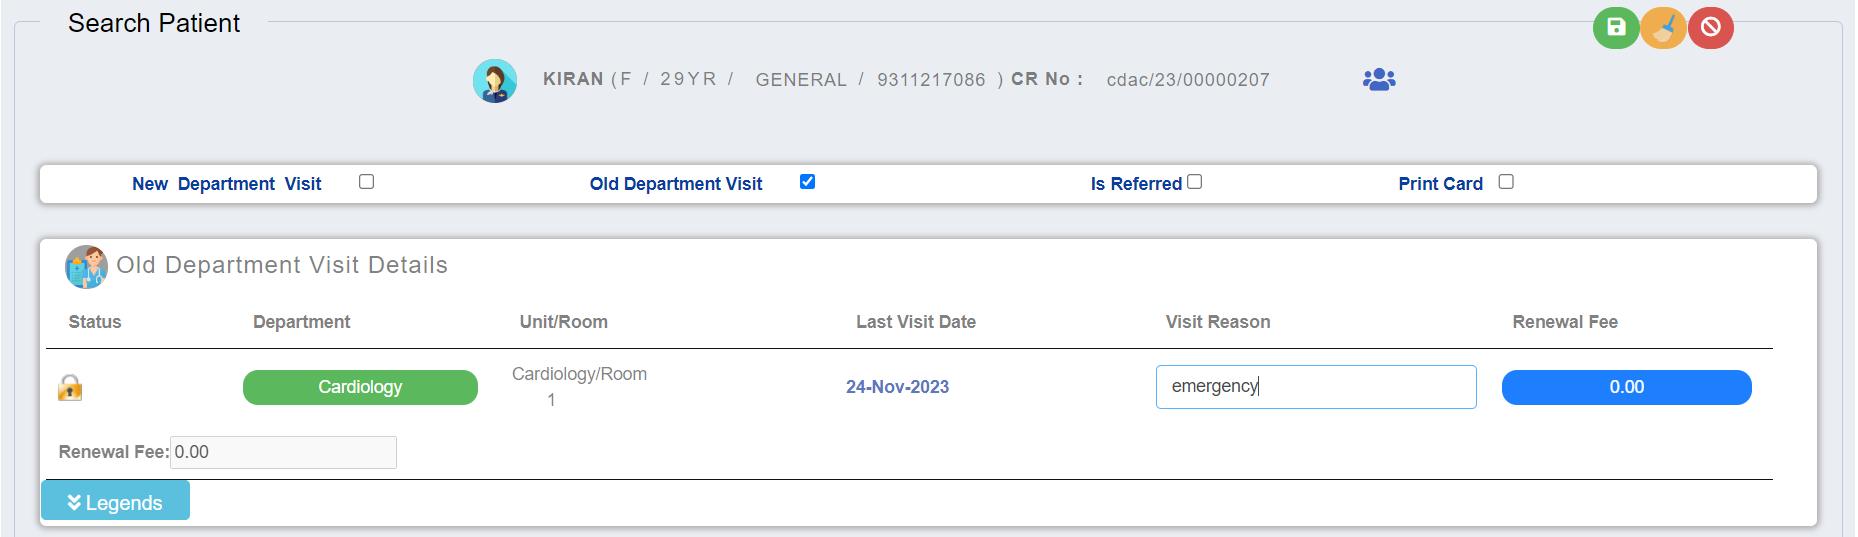 Search Patient
KIRAN ( F / 29YR / GENERAL / 9311217086 ) CR No : cdac/23/00000207
New Department Visit Old Department Visit Is Referred Print Card
Old Department Visit Details
Status Department Unit/Room Last Visit Date Visit Reason Renewal Fee
Cardiology Cardiology/Room 1 24-Nov-2023 emergency 0.00
Renewal Fee: 0.00
Legends